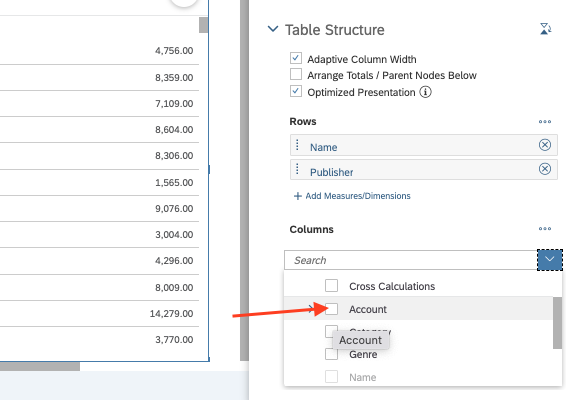 4,756.00
8,359.00
7,109.00
8,604.00
8,306.00
1,565.00
9,076.00
3,004.00
4,296.00
8,009.00
14,279.00
3,770.00
Table Structure
Adaptive Column Width
Arrange Totals / Parent Nodes Below
Optimized Presentation
Rows
Name
Publisher
+ Add Measures/Dimensions
Columns
Search
Cross Calculations
Account
Category
Account
Genre
Name